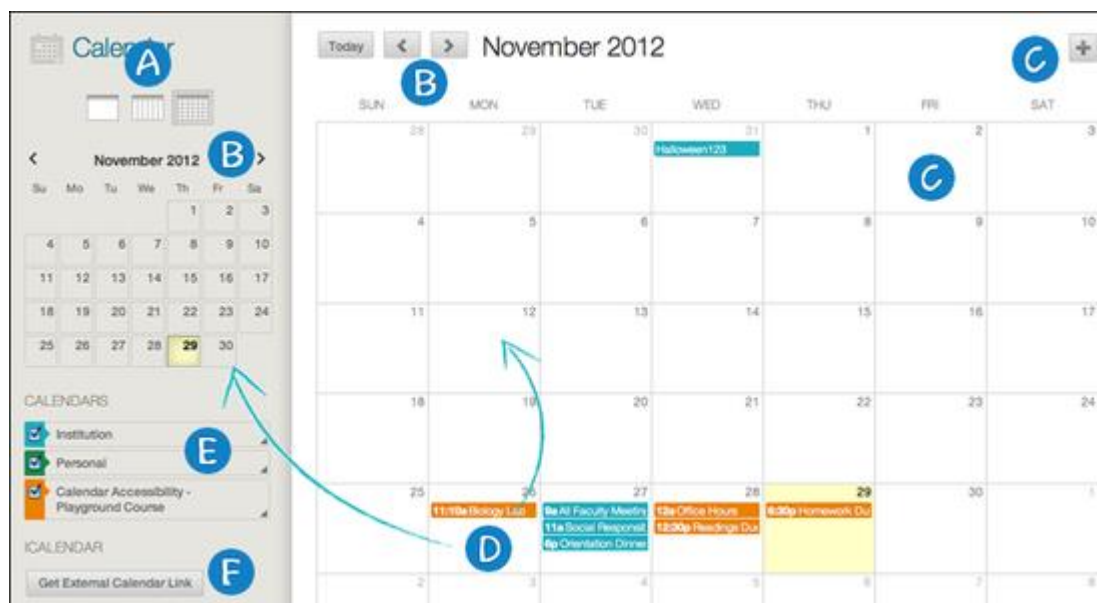 Calendar
A
November 2012
B
Su Mo Tu We Th Fr Sa
1 2 3
4 5 6 7 8 9 10
11 12 13 14 15 16 17
18 19 20 21 22 23 24
25 26 27 28 29 30
CALENDARS
Institution
Personal
Calendar Accessibility -
Playground Course
E
ICALENDAR
Get External Calendar Link
F
Today November 2012
B
C
SUN MON TUE WED THU FRI SAT
28 29 30 31 1 2 3
Halloween123
C
4 5 6 7 8 9 10
11 12 13 14 15 16 17
18 19 20 21 22 23 24
25 26 27 28 29 30 1
11:10a Biology 9a All Faculty 12a Office Hours 6:30p Homework
11a Social 12:30p Readings
6p Orientation Dinner
D
2 3 4 5 6 7 8